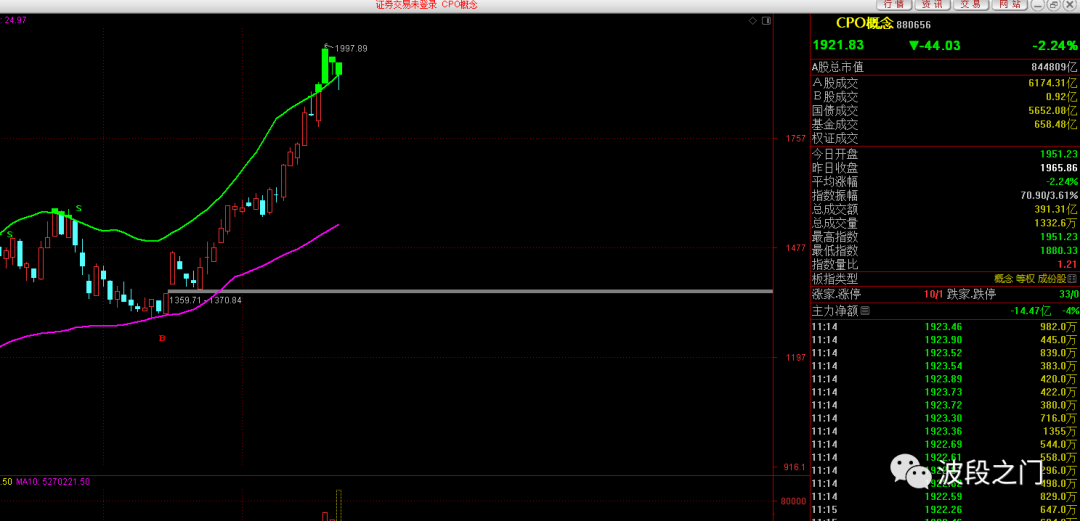 证券交易未登录 CPO概念
行情 资讯 交易 网站
: 24.97
1997.89
S
S
1359.71 - 1370.84
B
1757
1477
1197
916.1
80000
.50 MA10: 5270221.50
CPO概念 880656
1921.83 ▼-44.03 -2.24%
A股总市值 844809亿
A股成交 6174.31亿
B股成交 0.92亿
国债成交 5652.08亿
基金成交 658.48亿
权证成交
今日开盘 1951.23
昨日收盘 1965.86
平均涨幅 -2.24%
指数振幅 70.90/3.61%
总成交额 391.31亿
总成交量 1332.6万
最高指数 1951.23
最低指数 1880.33
指数量比 1.21
板指类型 概念 等权 成份股
涨家.涨停 10/1 跌家.跌停 33/0
主力净额 -14.47亿 -4%
11:14 1923.46 982.0万
11:14 1923.90 445.0万
11:14 1923.52 839.0万
11:14 1923.54 383.0万
11:14 1923.89 420.0万
11:14 1923.73 422.0万
11:14 1923.72 380.0万
11:14 1923.30 716.0万
11:14 1923.36 1355万
11:14 1922.69 544.0万
11:14 1922.61 558.0万
11:14 296.0万
11:14 498.0万
11:14 1922.59 829.0万
11:15 1922.26 647.0万
波段之门